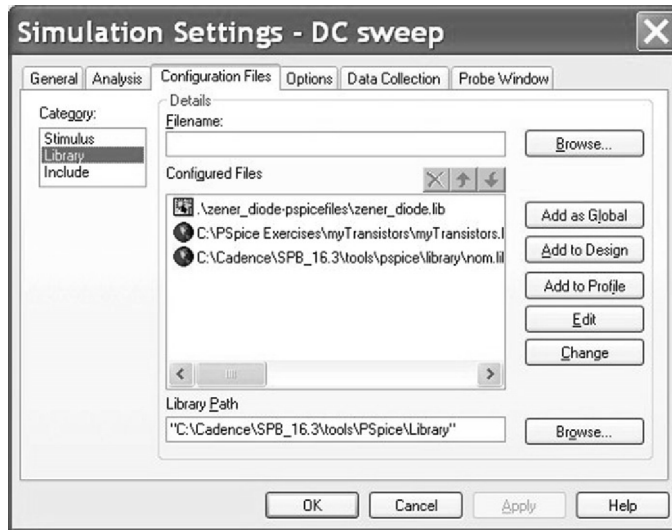 Simulation Settings - DC sweep
General Analysis Configuration Files Options Data Collection Probe Window
Category:
Stimulus
Library
Include
Details
Filename:
Browse...
Configured Files
.\zener_diode-pspicefiles\zener_diode.lib
C:\PSpice Exercises\myTransistors\myTransistors.l
C:\Cadence\SPB_16.3\tools\pspice\library\nom.lil
Add as Global
Add to Design
Add to Profile
Edit
Change
Library Path
"C:\Cadence\SPB_16.3\tools\PSpice\Library"
Browse...
OK Cancel Apply Help